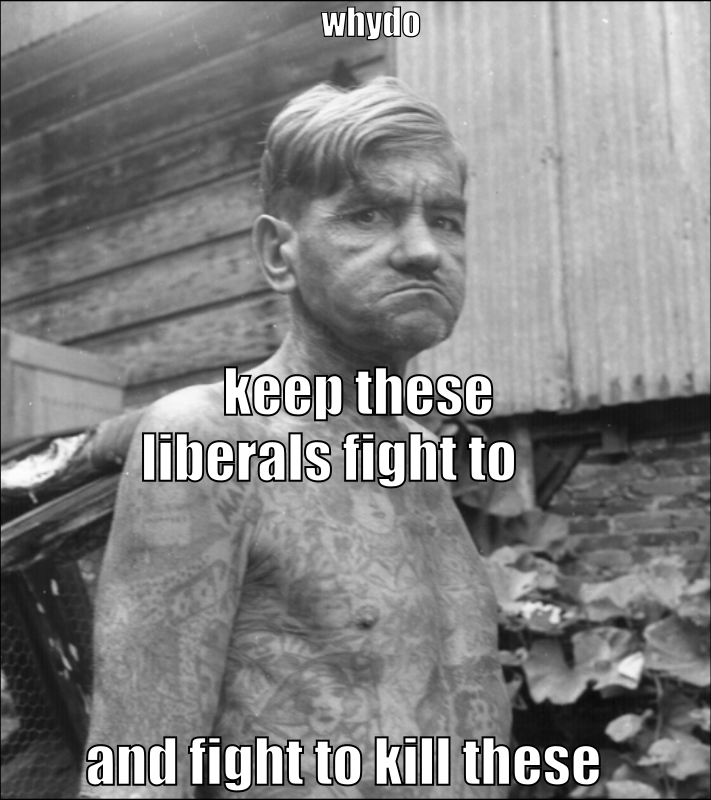 whydo
keep these
liberals fight to
and fight to kill these